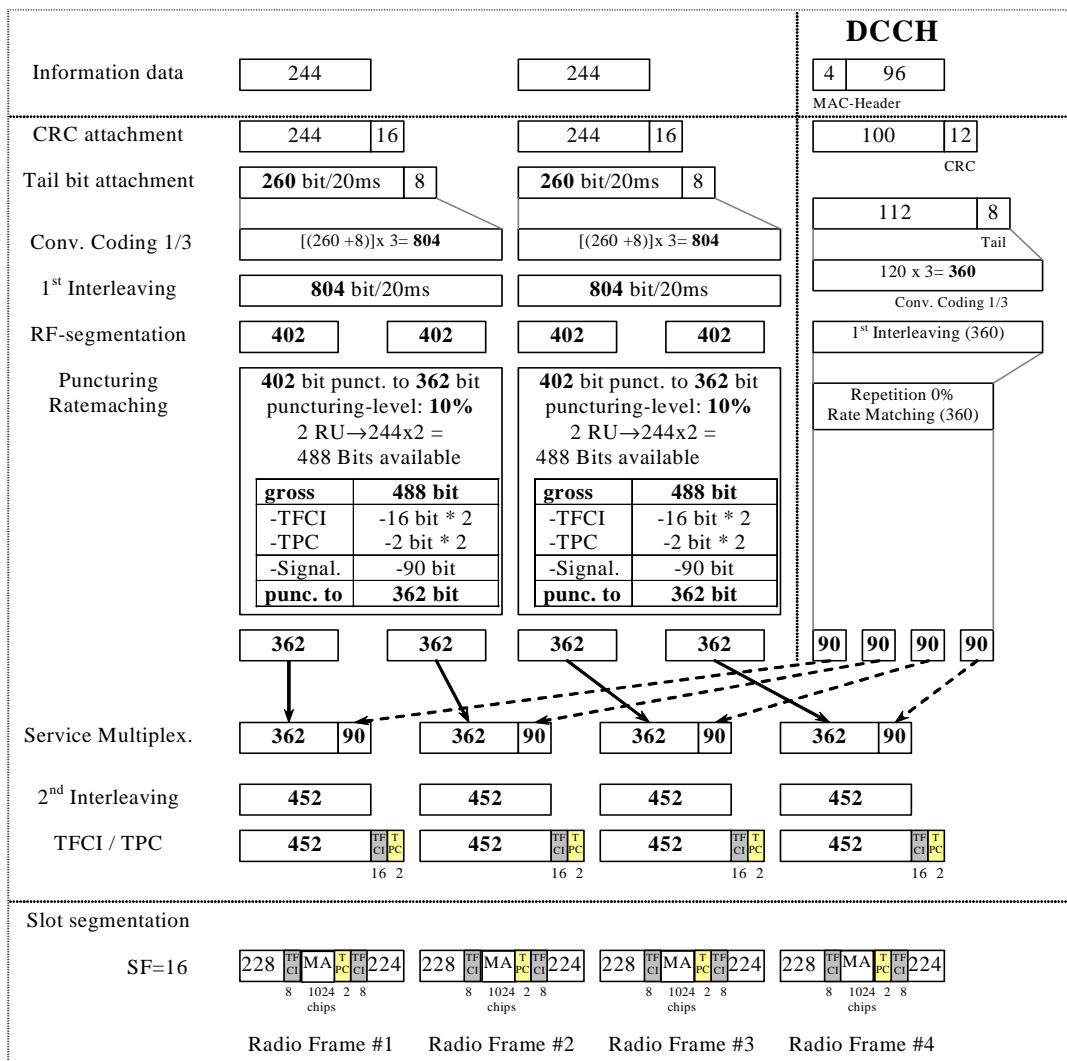 DCCH
Information data 244 244 4 96
MAC-Header
CRC attachment 244 16 244 16 100 12
CRC
Tail bit attachment 260 bit/20ms 8 260 bit/20ms 8
112 8
Tail
Conv. Coding 1/3 [(260 +8)]x 3= 804 [(260 +8)]x 3= 804
120 x 3= 360
Conv. Coding 1/3
1st Interleaving 804 bit/20ms 804 bit/20ms
RF-segmentation 402 402 402 402 1st Interleaving (360)
Puncturing
Ratemaching
402 bit punct. to 362 bit
puncturing-level: 10%
2 RU→244x2 =
488 Bits available
gross 488 bit
-TFCI -16 bit * 2
-TPC -2 bit * 2
-Signal. -90 bit
punc. to 362 bit
402 bit punct. to 362 bit
puncturing-level: 10%
2 RU→244x2 =
488 Bits available
gross 488 bit
-TFCI -16 bit * 2
-TPC -2 bit * 2
-Signal. -90 bit
punc. to 362 bit
Repetition 0%
Rate Matching (360)
362 362 362 362 90 90 90 90
Service Multiplex. 362 90 362 90 362 90 362 90
2nd Interleaving 452 452 452 452
TFCI / TPC 452 TF CI T PC 452 TF CI T PC 452 TF CI T PC 452 TF CI T PC
16 2 16 2 16 2 16 2
Slot segmentation
SF=16 228 TF CI MA T PC TF CI 224 228 TF CI MA T PC TF CI 224 228 TF CI MA T PC TF CI 224 228 TF CI MA T PC TF CI 224
8 1024 2 8 8 1024 2 8 8 1024 2 8 8 1024 2 8
chips chips chips chips
Radio Frame #1 Radio Frame #2 Radio Frame #3 Radio Frame #4